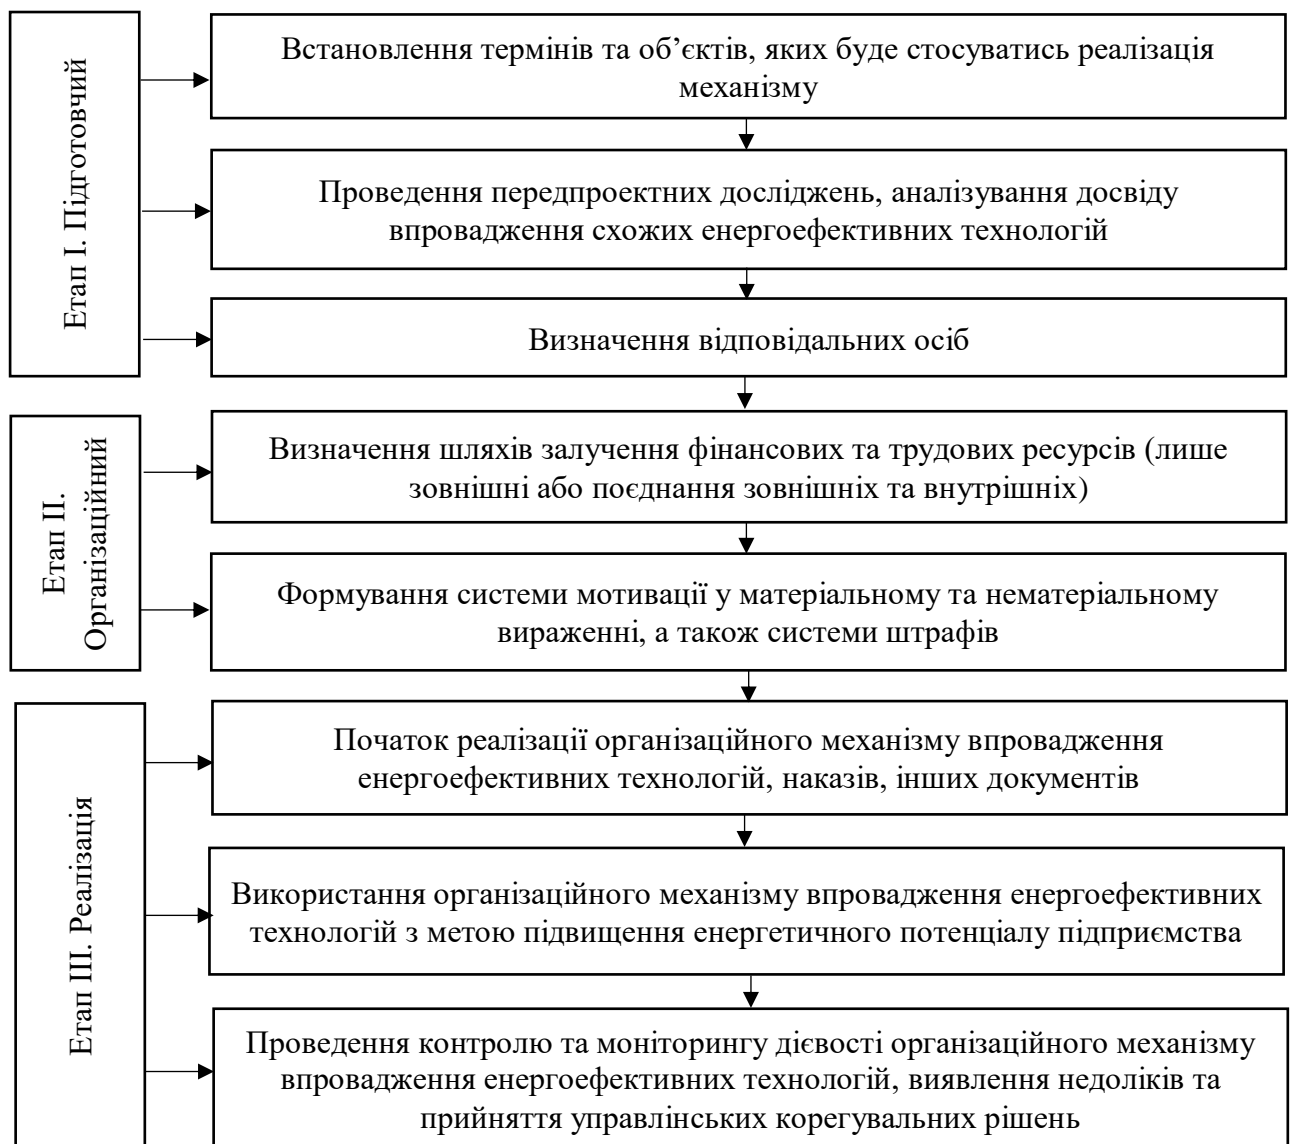 Етап І. Підготовчий
Встановлення термінів та об’єктів, яких буде стосуватись реалізація
механізму
Проведення передпроектних досліджень, аналізування досвіду
впровадження схожих енергоефективних технологій
Визначення відповідальних осіб
Етап ІІ.
Організаційний
Визначення шляхів залучення фінансових та трудових ресурсів (лише
зовнішні або поєднання зовнішніх та внутрішніх)
Формування системи мотивації у матеріальному та нематеріальному
вираженні, а також системи штрафів
Етап ІІІ. Реалізація
Початок реалізації організаційного механізму впровадження
енергоефективних технологій, наказів, інших документів
Використання організаційного механізму впровадження енергоефективних
технологій з метою підвищення енергетичного потенціалу підприємства
Проведення контролю та моніторингу дієвості організаційного механізму
впровадження енергоефективних технологій, виявлення недоліків та
прийняття управлінських корегувальних рішень